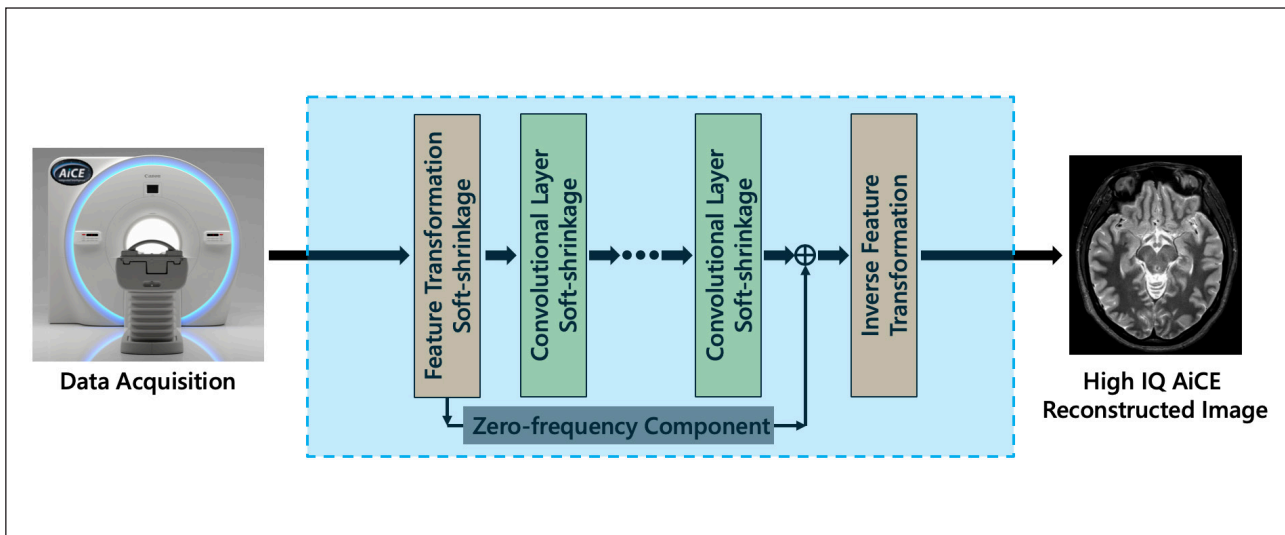 AiCE
Canon
Data Acquisition
Feature Transformation
Soft-shrinkage
Convolutional Layer
Soft-shrinkage
Convolutional Layer
Soft-shrinkage
Inverse Feature
Transformation
Zero-frequency Component
High IQ AiCE
Reconstructed Image